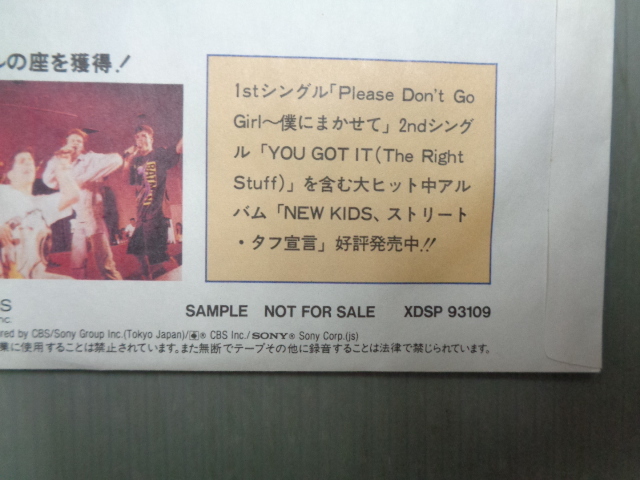 ルの座を獲得!
1stシングル「Please Don't Go
Girl〜僕にまかせて」2ndシング
ル「YOU GOT IT(The Right
Stuff)」を含む大ヒット中アル
バム「NEW KIDS、ストリート
・タフ宣言」好評発売中!!
SAMPLE NOT FOR SALE XDSP 93109
ured by CBS/Sony Group Inc.(Tokyo Japan)/® CBS Inc./SONY® Sony Corp.(js)
業に使用することは禁止されています。また無断でテープその他に録音することは法律で禁じられています。